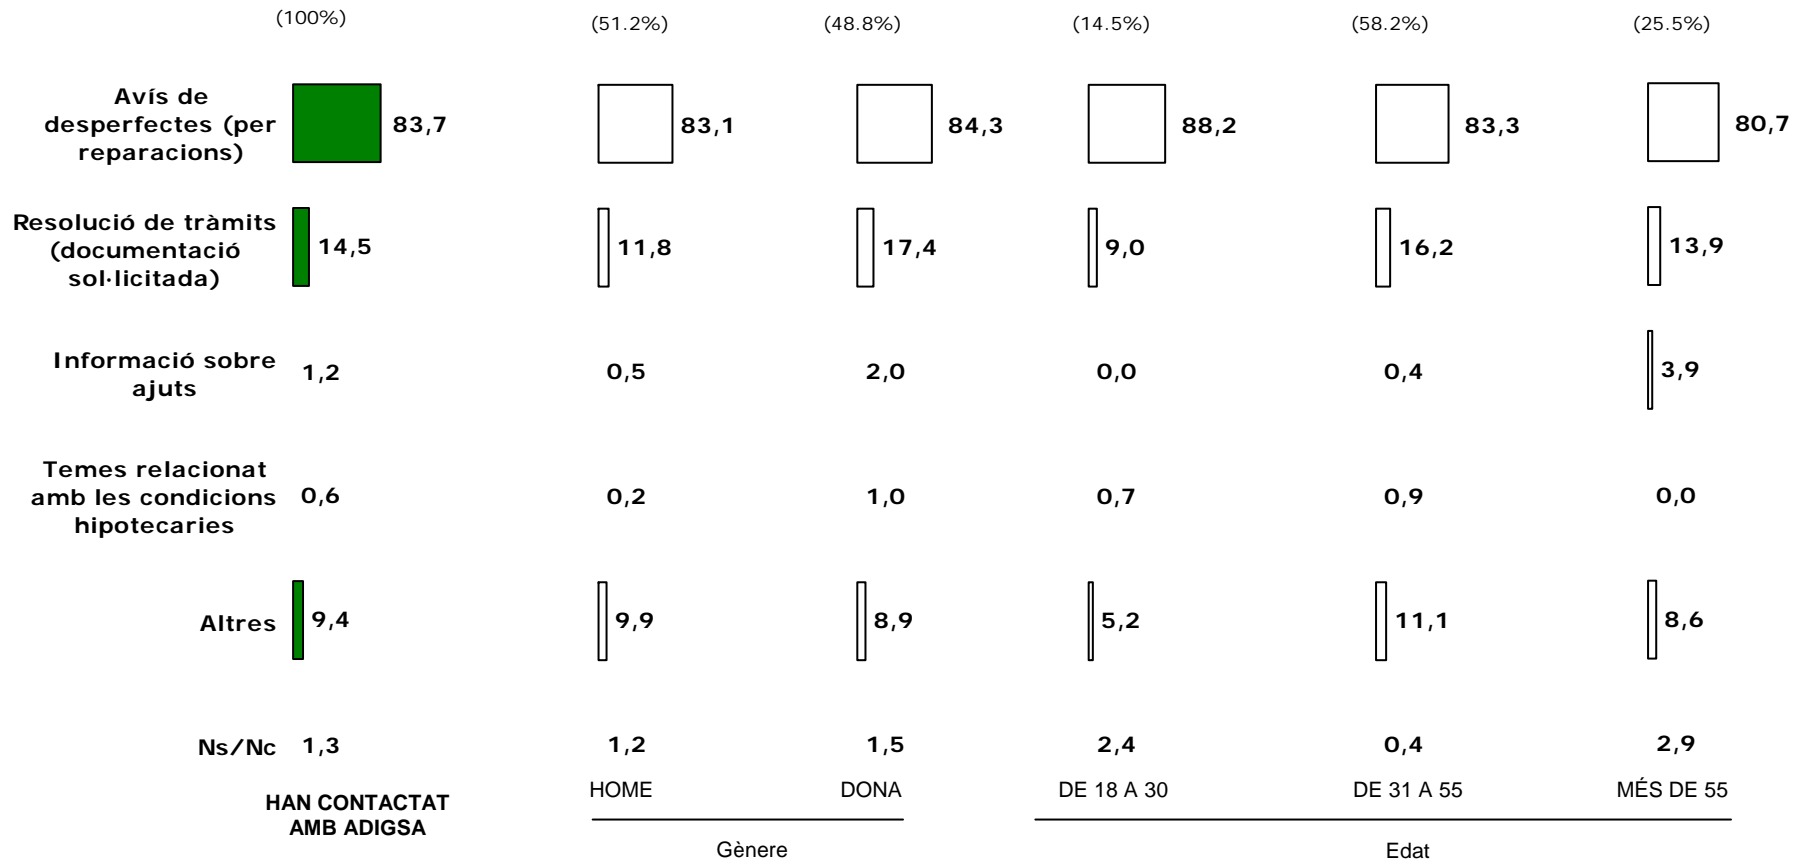 (100%) (51.2%) (48.8%) (14.5%) (58.2%) (25.5%)
Avís de
desperfectes (per
reparacions)
83,7 83,1 84,3 88,2 83,3 80,7
Resolució de tràmits
(documentació
sol·licitada)
14,5 11,8 17,4 9,0 16,2 13,9
Informació sobre
ajuts
1,2 0,5 2,0 0,0 0,4 3,9
Temes relacionat
amb les condicions
hipotecaries
0,6 0,2 1,0 0,7 0,9 0,0
Altres 9,4 9,9 8,9 5,2 11,1 8,6
Ns/Nc 1,3 1,2 1,5 2,4 0,4 2,9
HAN CONTACTAT
AMB ADIGSA
HOME DONA DE 18 A 30 DE 31 A 55 MÉS DE 55
Gènere Edat